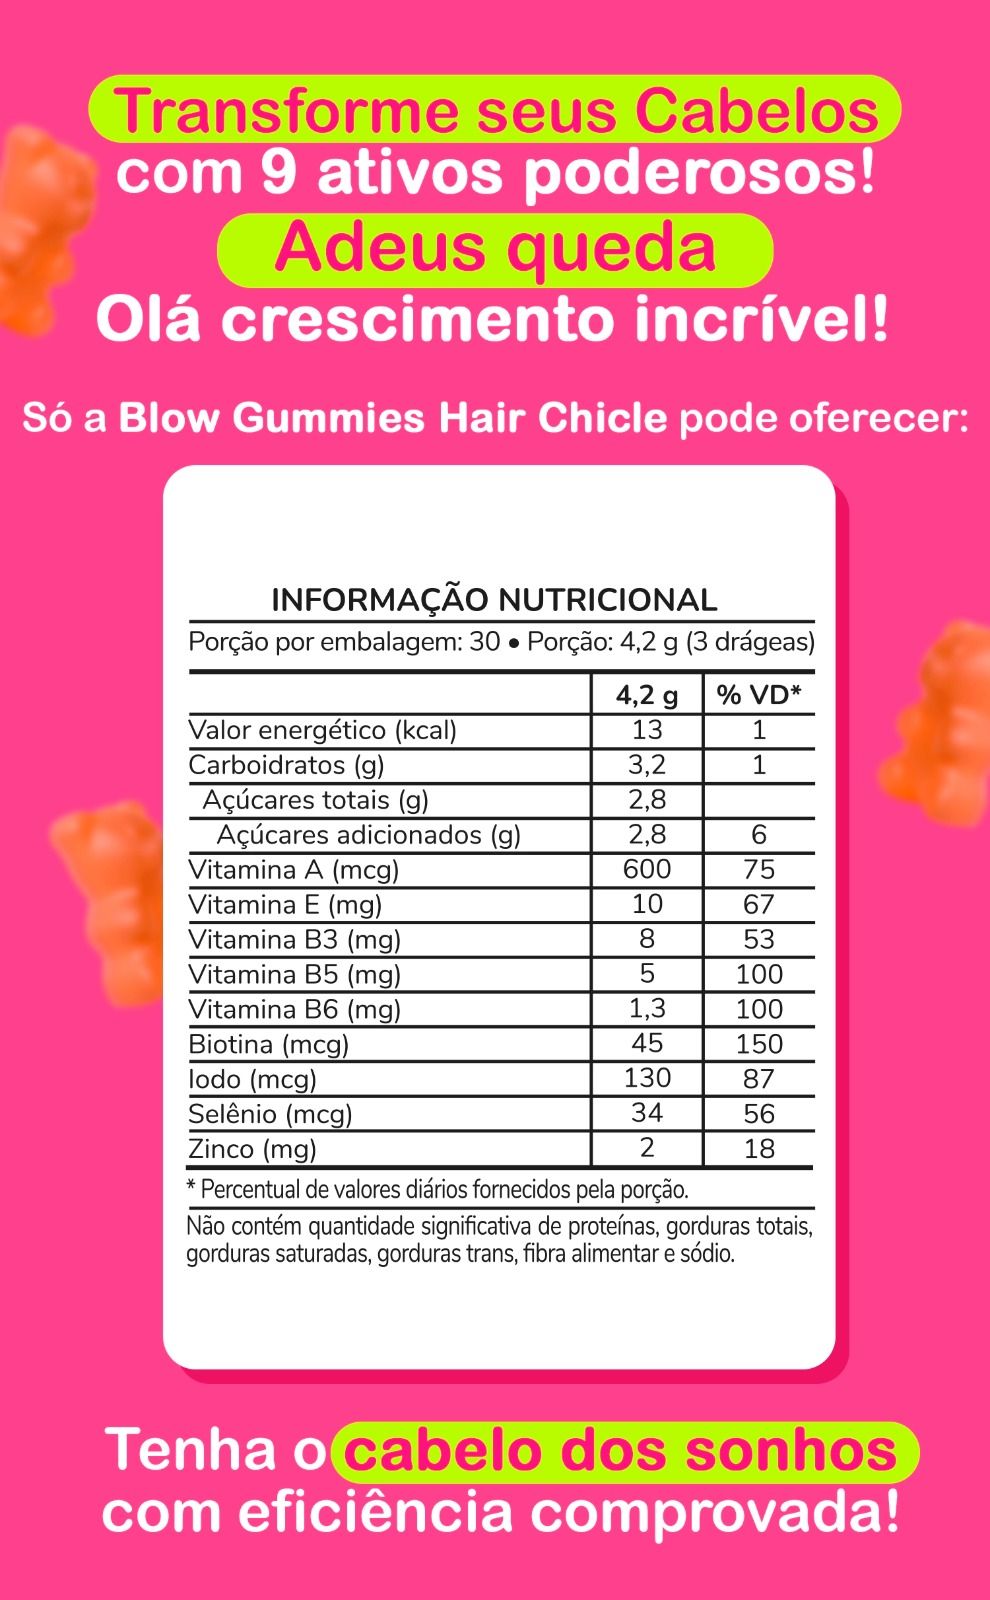 Transforme seus Cabelos
com 9 ativos poderosos!
Adeus queda
Olá crescimento incrível!
Só a Blow Gummies Hair Chicle pode oferecer:
INFORMAÇÃO NUTRICIONAL
Porção por embalagem: 30 • Porção: 4,2 g (3 drágeas)
4,2 g % VD*
Valor energético (kcal) 13 1
Carboidratos (g) 3,2 1
Açúcares totais (g) 2,8
Açúcares adicionados (g) 2,8 6
Vitamina A (mcg) 600 75
Vitamina E (mg) 10 67
Vitamina B3 (mg) 8 53
Vitamina B5 (mg) 5 100
Vitamina B6 (mg) 1,3 100
Biotina (mcg) 45 150
Iodo (mcg) 130 87
Selênio (mcg) 34 56
Zinco (mg) 2 18
* Percentual de valores diários fornecidos pela porção.
Não contém quantidade significativa de proteínas, gorduras totais,
gorduras saturadas, gorduras trans, fibra alimentar e sódio.
Tenha o cabelo dos sonhos
com eficiência comprovada!